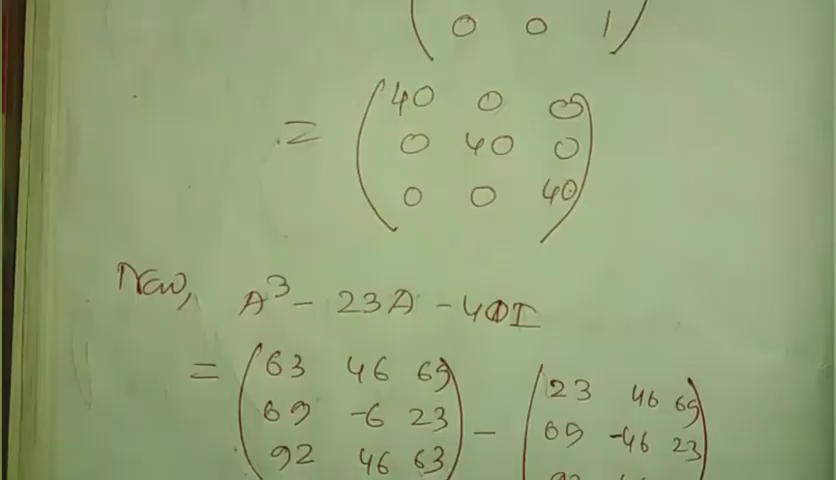 0 0 1
= 40 0 0
0 40 0
0 0 40
Now, A³ - 23A - 40I
= 63 46 69 - 23 46 69
69 -6 23 69 -46 23
92 46 63